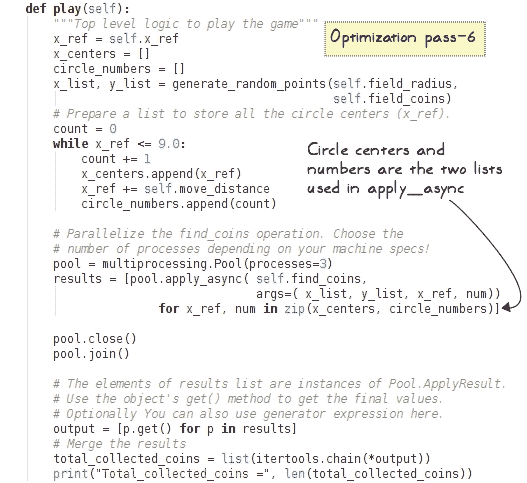 def play(self):
    """Top level logic to play the game"""
    x_ref = self.x_ref
Optimization pass-6
    x_centers = []
    circle_numbers = []
    x_list, y_list = generate_random_points(self.field_radius,
                                            self.field_coins)
    # Prepare a list to store all the circle centers (x_ref).
    count = 0
    while x_ref <= 9.0:
        count += 1
        x_centers.append(x_ref)
        x_ref += self.move_distance
        circle_numbers.append(count)
Circle centers and
numbers are the two lists
used in apply__async
    # Parallelize the find_coins operation. Choose the
    # number of processes depending on your machine specs!
    pool = multiprocessing.Pool(processes=3)
    results = [pool.apply_async( self.find_coins,
                                 args=( x_list, y_list, x_ref, num))
                   for x_ref, num in zip(x_centers, circle_numbers)]
    pool.close()
    pool.join()
    # The elements of results list are instances of Pool.ApplyResult.
    # Use the object's get() method to get the final values.
    # Optionally You can also use generator expression here.
    output = [p.get() for p in results]
    # Merge the results
    total_collected_coins = list(itertools.chain(*output))
    print("Total_collected_coins =", len(total_collected_coins))